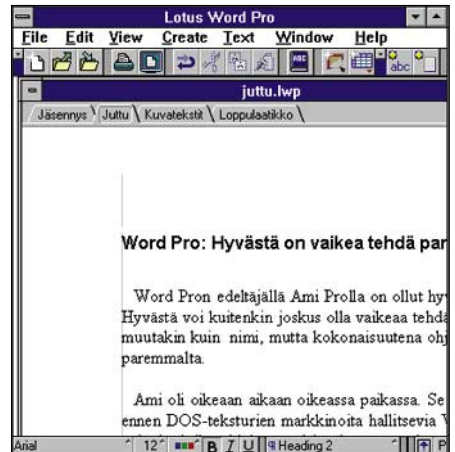 Lotus Word Pro
File Edit View Create Text Window Help
abc
juttu.lwp
Jäsennys Juttu Kuvatekstit Loppulaatikko
Word Pro: Hyvästä on vaikea tehdä par
Word Pron edeltäjällä Ami Prolla on ollut hyv
Hyvästä voi kuitenkin joskus olla vaikeaa tehdä
muutakin kuin nimi, mutta kokonaisuutena ohj
paremmalta.
Ami oli oikeaan aikaan oikeassa paikassa. Se
ennen DOS-teksturien markkinoita hallitsevia
Arial 12 B I U Heading 2 P